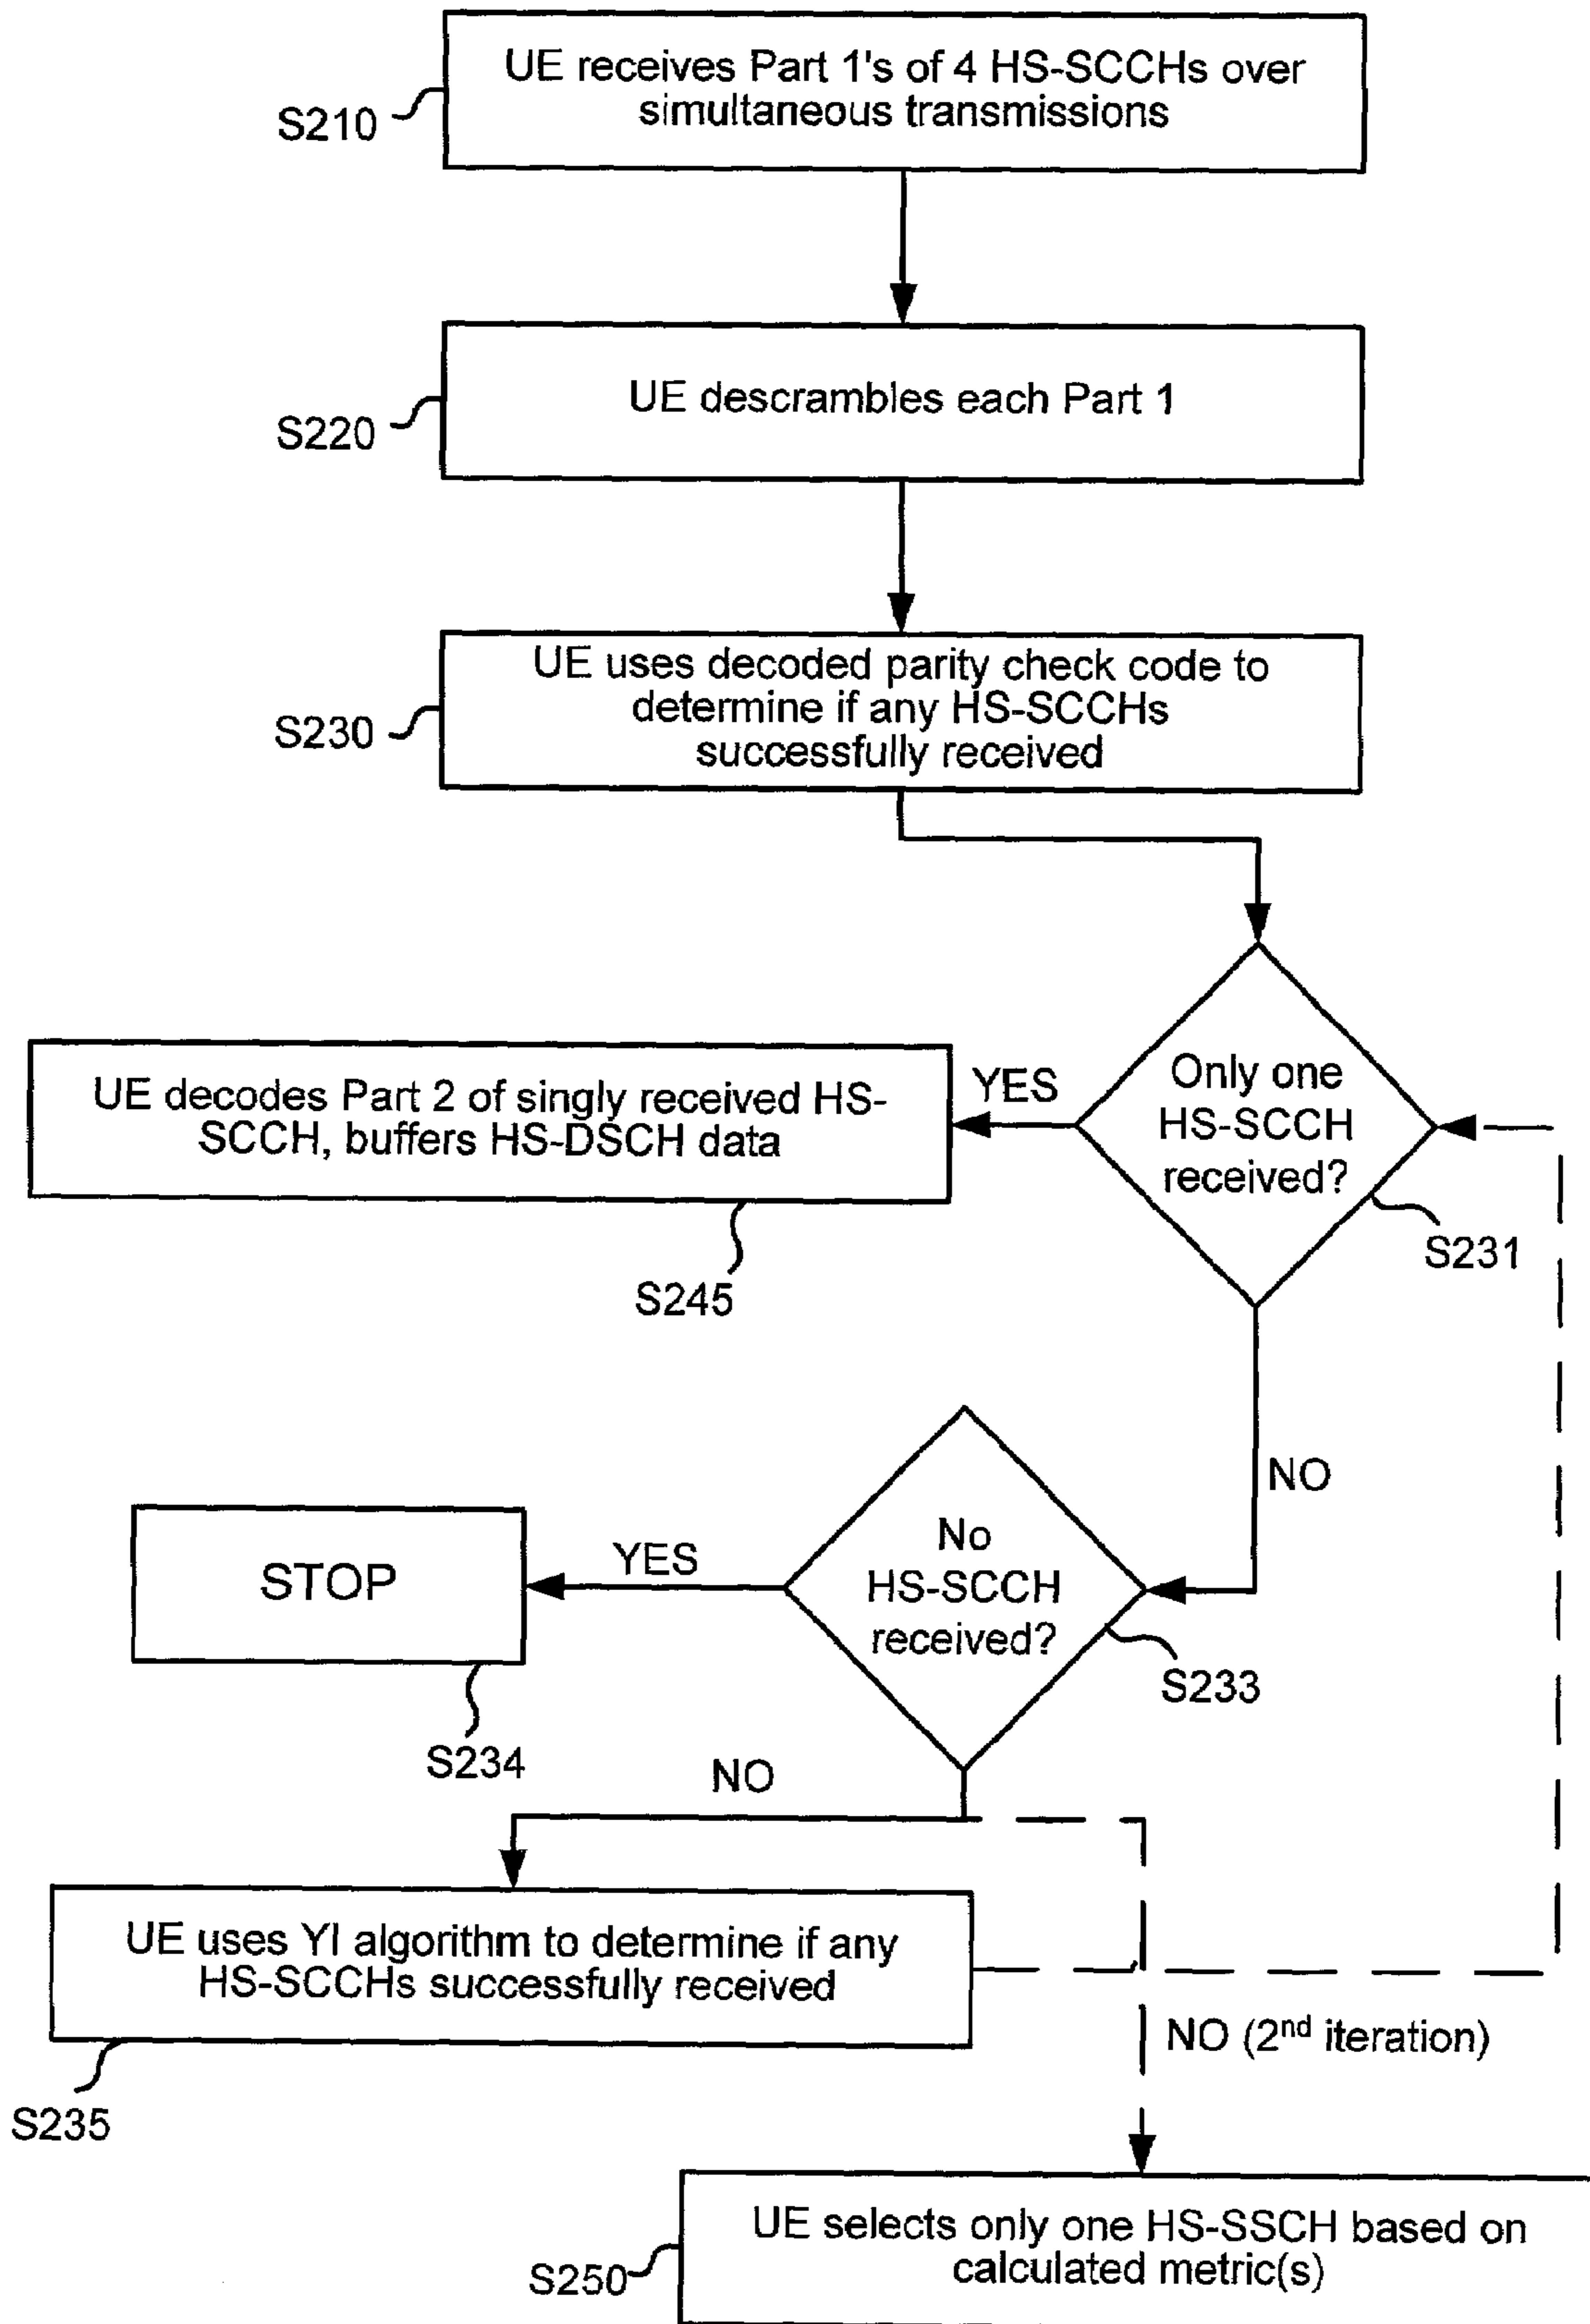 UE receives Part 1's of 4 HS-SCCHs over
simultaneous transmissions
S210
UE descrambles each Part 1
S220
UE uses decoded parity check code to
determine if any HS-SCCHs
successfully received
S230
Only one
HS-SCCH
received?
S231
YES
UE decodes Part 2 of singly received HS-
SCCH, buffers HS-DSCH data
S245
NO
No
HS-SCCH
received?
S233
YES
STOP
S234
NO
UE uses YI algorithm to determine if any
HS-SCCHs successfully received
S235
NO (2nd iteration)
UE selects only one HS-SSCH based on
calculated metric(s)
S250